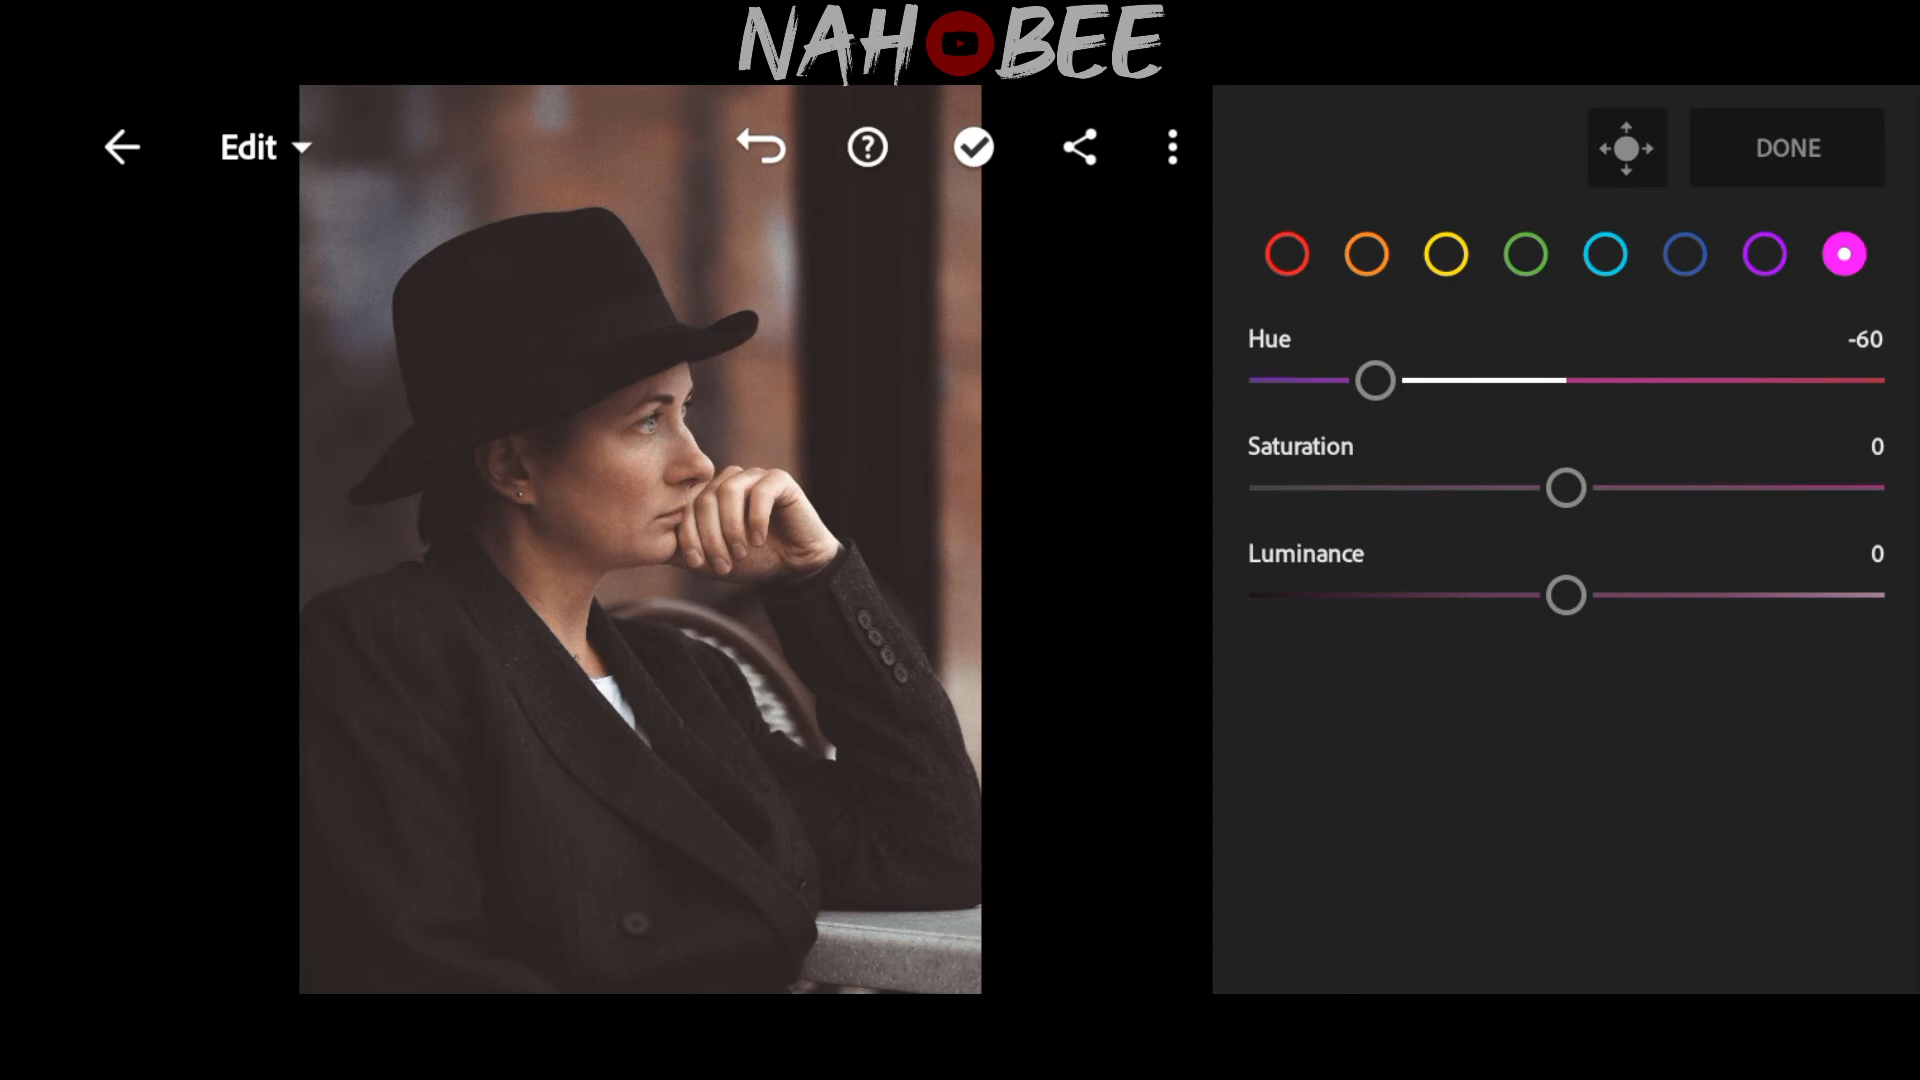 NAHBEE
Edit
DONE
Hue -60
Saturation 0
Luminance 0